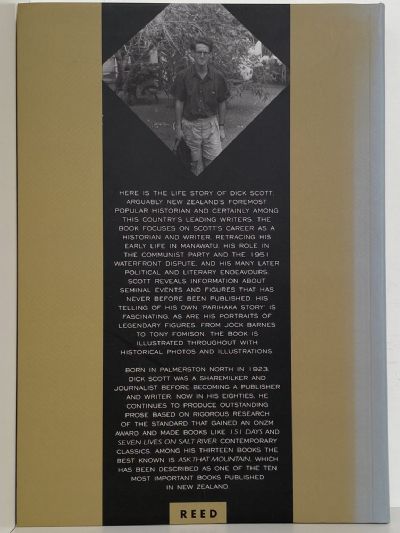 HERE IS THE LIFE STORY OF DICK SCOTT,
ARGUABLY NEW ZEALAND'S FOREMOST
POPULAR HISTORIAN AND CERTAINLY AMONG
THIS COUNTRY'S LEADING WRITERS. THE
BOOK FOCUSES ON SCOTT'S CAREER AS A
HISTORIAN AND WRITER, RETRACING HIS
EARLY LIFE IN MANAWATU, HIS ROLE IN
THE COMMUNIST PARTY AND THE 1951
WATERFRONT DISPUTE, AND HIS MANY LATER
POLITICAL AND LITERARY ENDEAVOURS.
SCOTT REVEALS INFORMATION ABOUT
SEMINAL EVENTS AND FIGURES THAT HAS
NEVER BEFORE BEEN PUBLISHED. HIS
TELLING OF HIS OWN 'PARIHAKA STORY' IS
FASCINATING, AS ARE HIS PORTRAITS OF
LEGENDARY FIGURES, FROM JOCK BARNES
TO TONY FOMISON. THE BOOK IS
ILLUSTRATED THROUGHOUT WITH
HISTORICAL PHOTOS AND ILLUSTRATIONS.
BORN IN PALMERSTON NORTH IN 1923,
DICK SCOTT WAS A SHAREMILKER AND
JOURNALIST BEFORE BECOMING A PUBLISHER
AND WRITER. NOW IN HIS EIGHTIES, HE
CONTINUES TO PRODUCE OUTSTANDING
PROSE BASED ON RIGOROUS RESEARCH
OF THE STANDARD THAT GAINED AN ONZM
AWARD AND MADE BOOKS LIKE 151 DAYS AND
SEVEN LIVES ON SALT RIVER CONTEMPORARY
CLASSICS. AMONG HIS THIRTEEN BOOKS THE
BEST KNOWN IS ASK THAT MOUNTAIN, WHICH
HAS BEEN DESCRIBED AS ONE OF THE TEN
MOST IMPORTANT BOOKS PUBLISHED
IN NEW ZEALAND.
REED